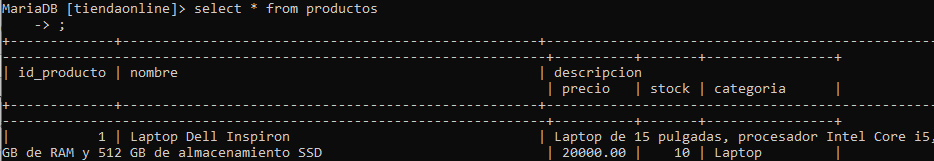 MariaDB [tiendaonline]> select * from productos
    -> ;
| id_producto | nombre | descripcion
| precio | stock | categoria |
| 1 | Laptop Dell Inspiron | Laptop de 15 pulgadas, procesador Intel Core i5,
GB de RAM y 512 GB de almacenamiento SSD | 20000.00 | 10 | Laptop |